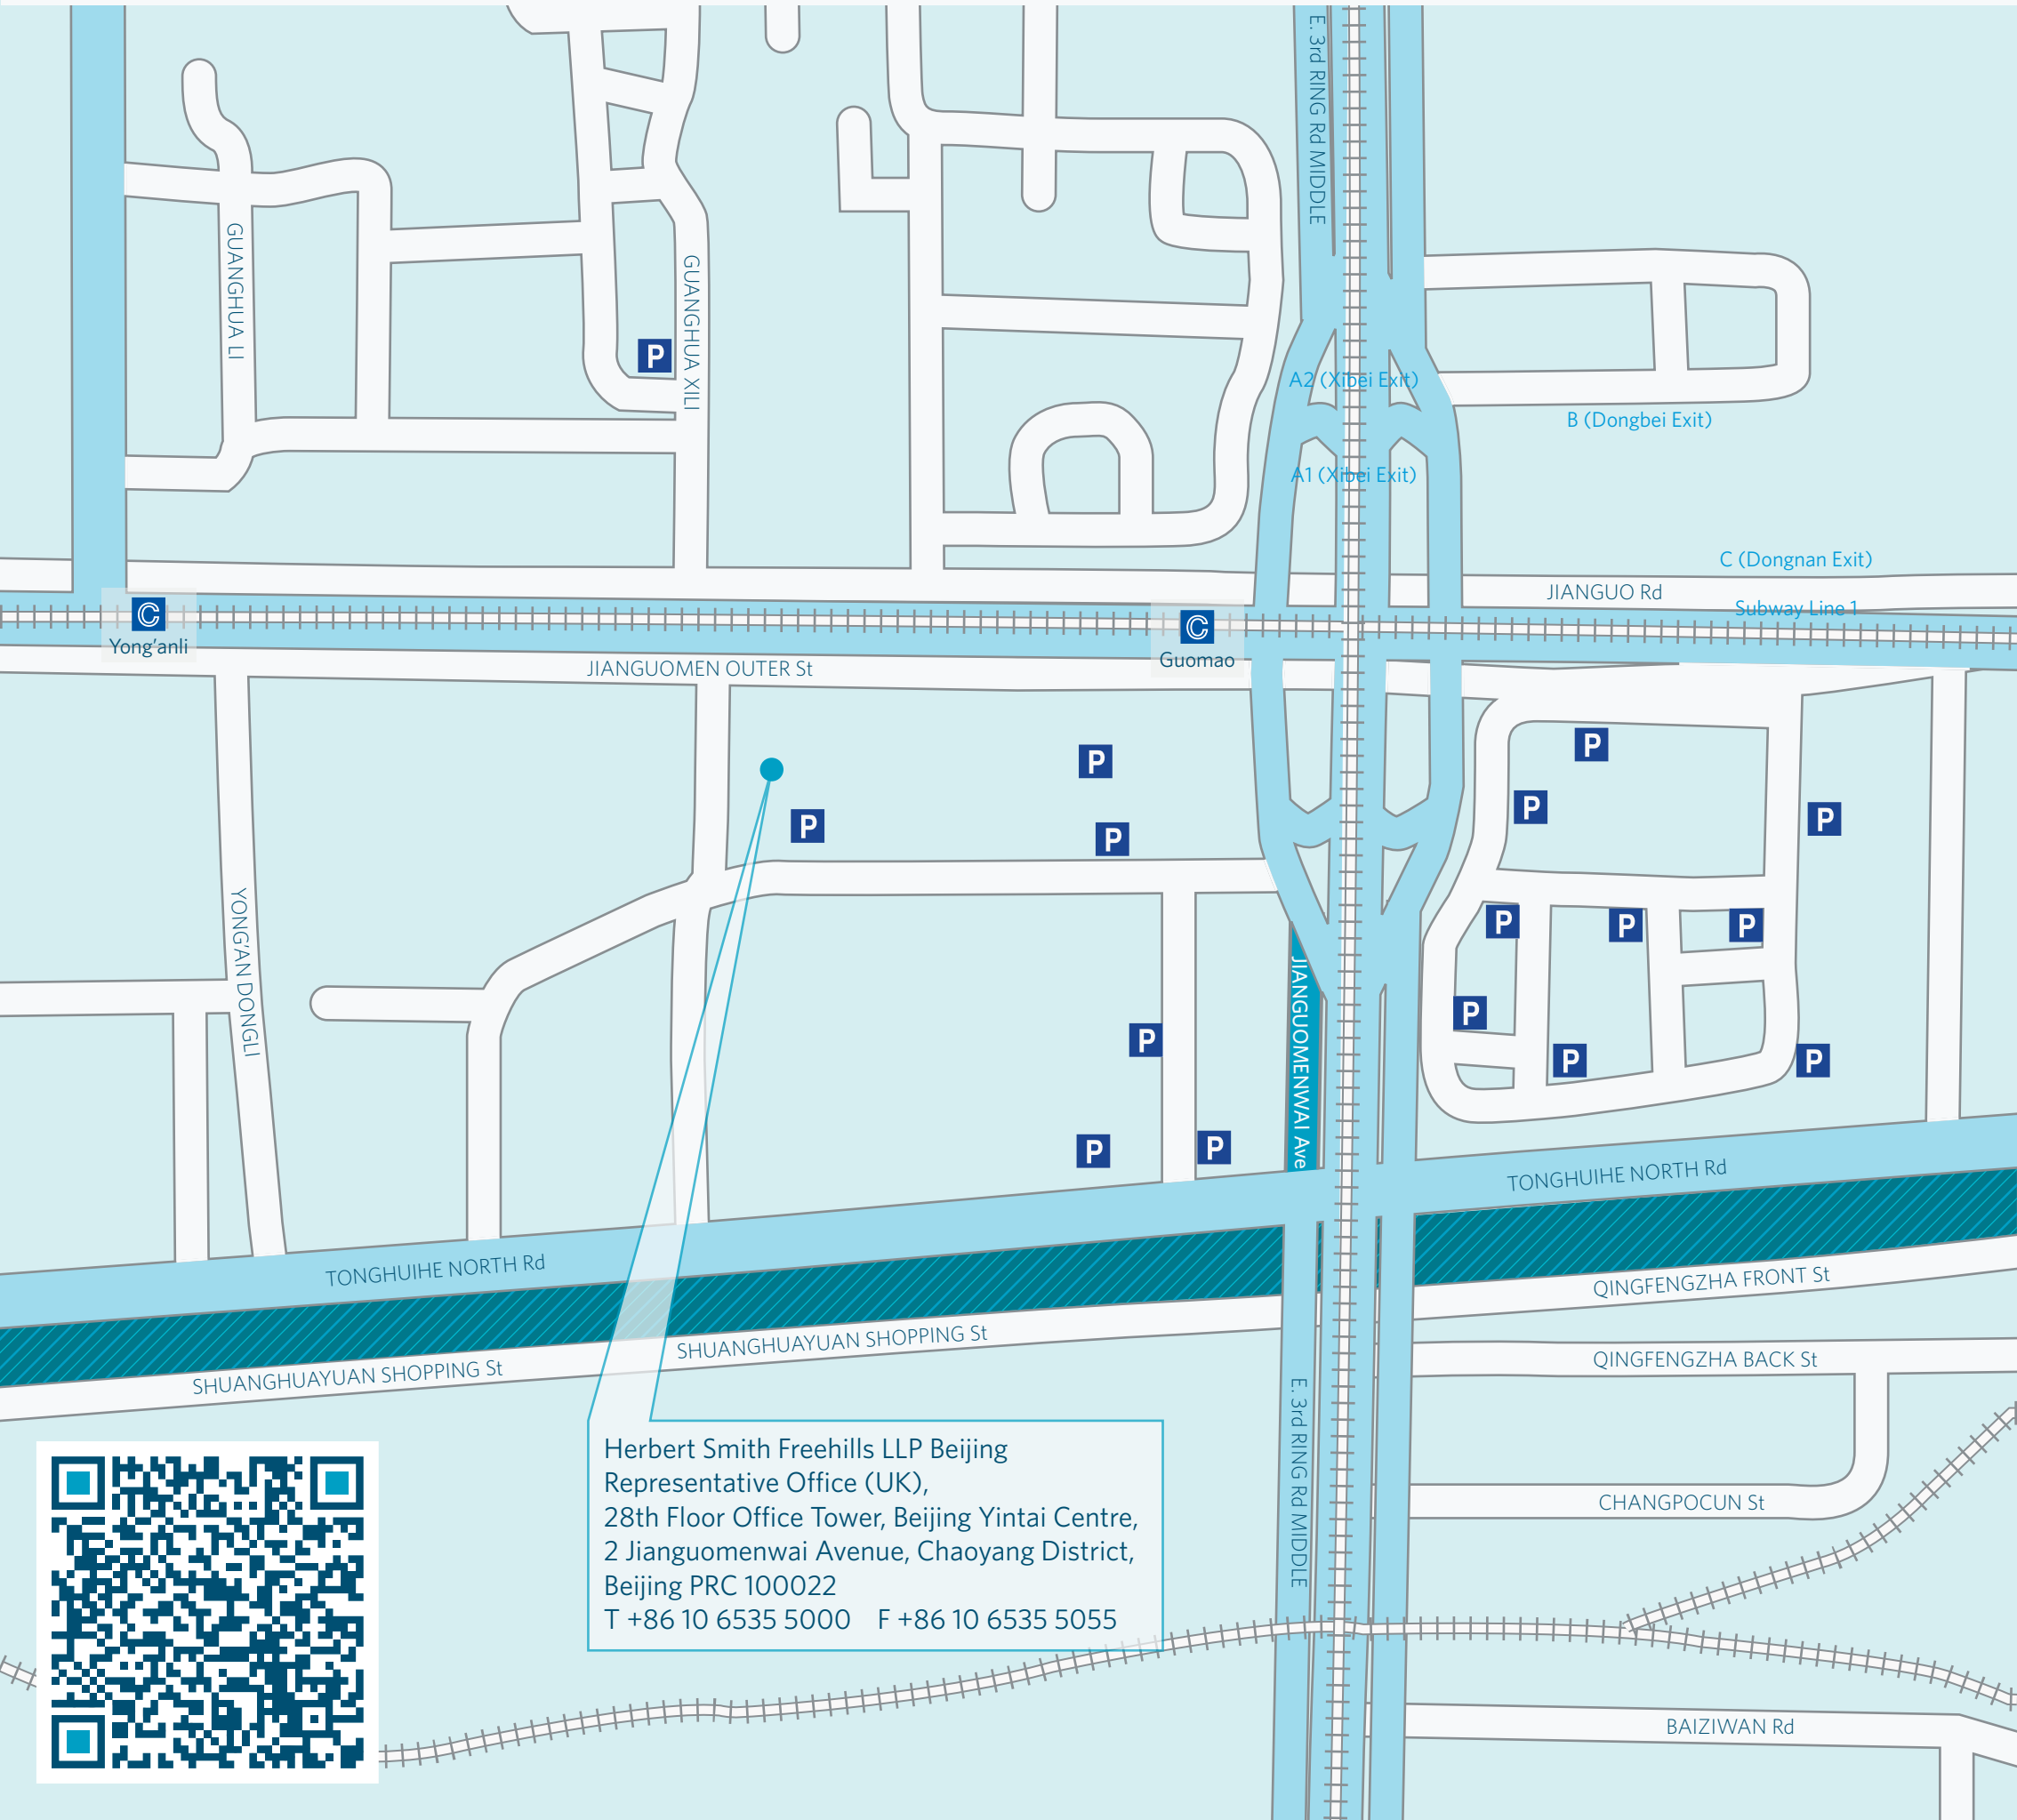 E. 3rd RING Rd MIDDLE
GUANGHUA LI
GUANGHUA XILI
P
A2 (Xibei Exit)
B (Dongbei Exit)
A1 (Xibei Exit)
C (Dongnan Exit)
JIANGUO Rd
Subway Line 1
C
Yong'anli
C
Guomao
JIANGUOMEN OUTER St
P
P
P
P
P
P
P
YONG'AN DONGLI
P
P
P
JIANGUOMENWAI Ave
P
P
P
P
P
P
TONGHUIHE NORTH Rd
TONGHUIHE NORTH Rd
QINGFENGZHA FRONT St
SHUANGHUAYUAN SHOPPING St
SHUANGHUAYUAN SHOPPING St
QINGFENGZHA BACK St
E. 3rd RING Rd MIDDLE
Herbert Smith Freehills LLP Beijing
Representative Office (UK),
28th Floor Office Tower, Beijing Yintai Centre,
2 Jianguomenwai Avenue, Chaoyang District,
Beijing PRC 100022
T +86 10 6535 5000 F +86 10 6535 5055
CHANGPOCUN St
BAIZIWAN Rd